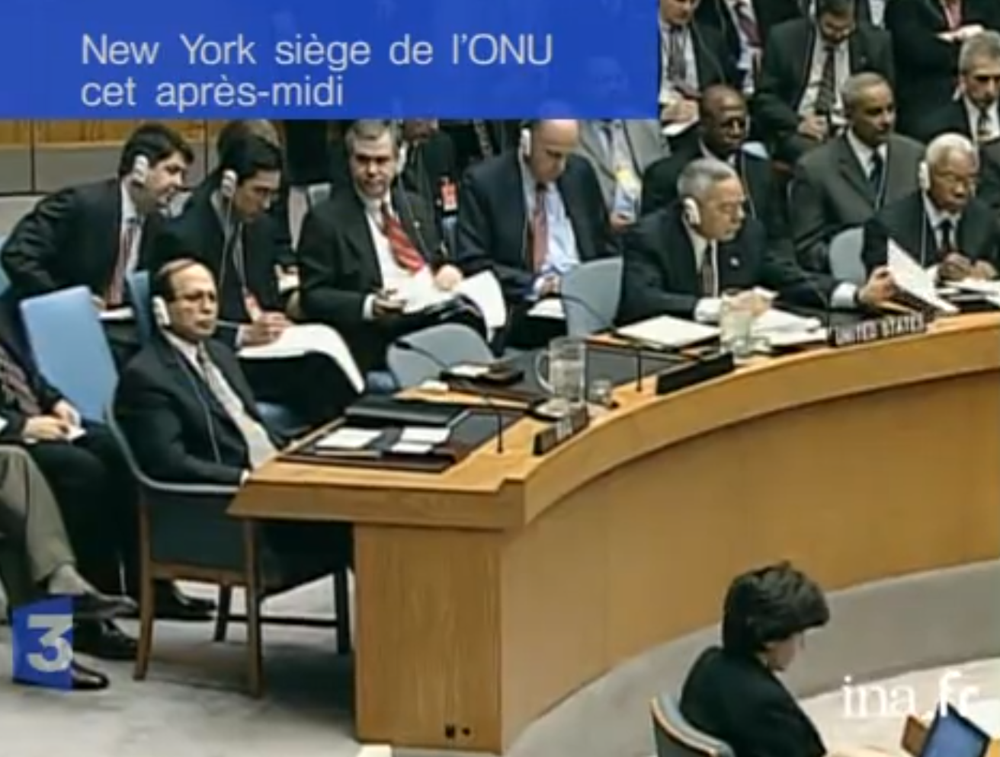 New York siège de l'ONU
cet après-midi
UNITED STATES
3
ina.fr